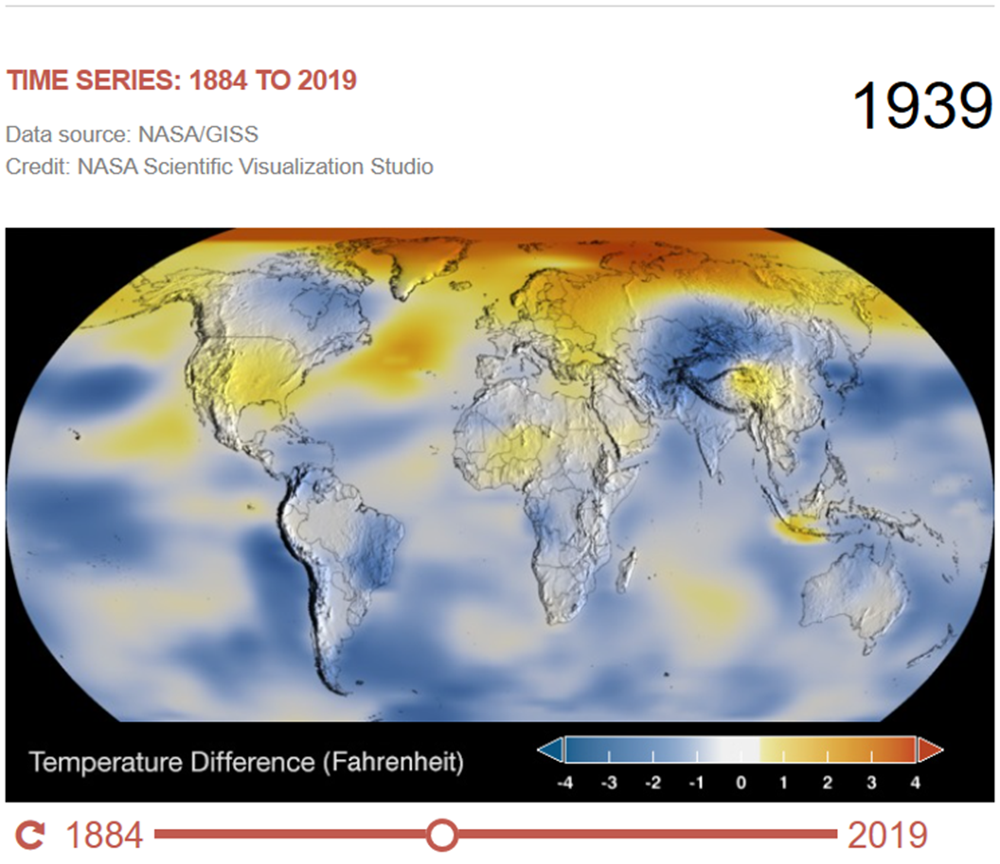 TIME SERIES: 1884 TO 2019
1939
Data source: NASA/GISS
Credit: NASA Scientific Visualization Studio
Temperature Difference (Fahrenheit)
-4 -3 -2 -1 0 1 2 3 4
1884 2019